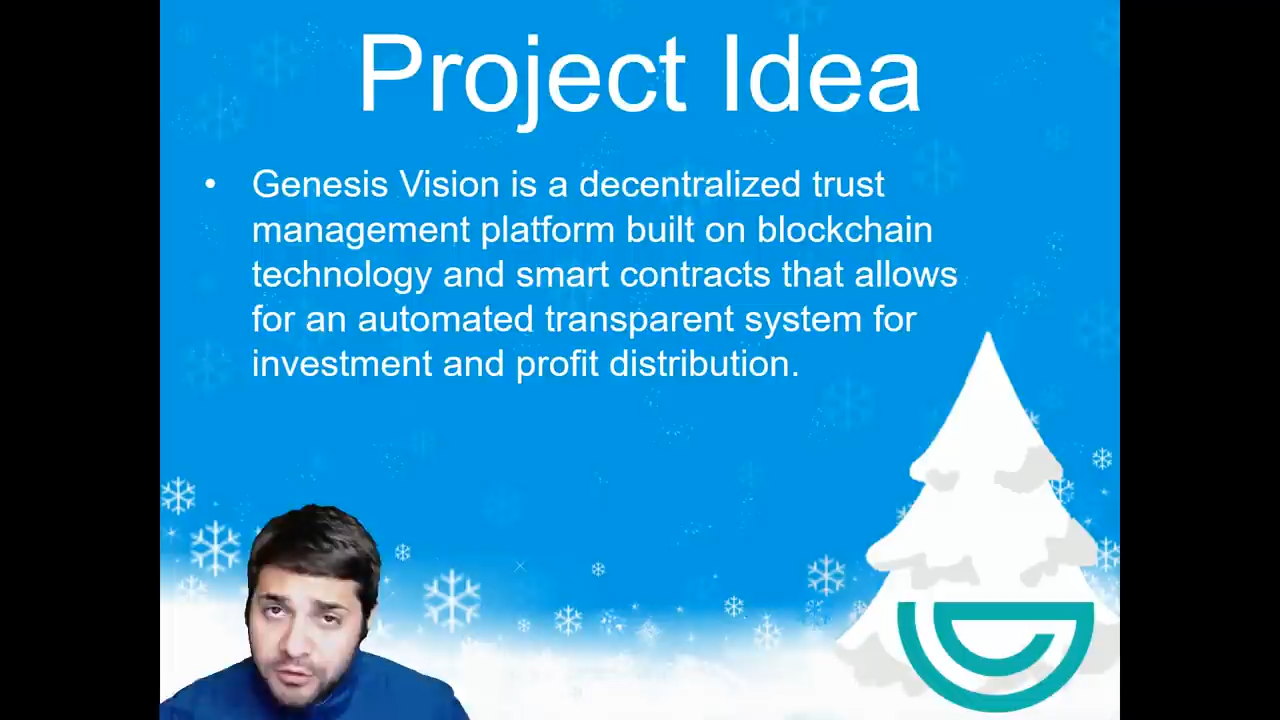 Project Idea
• Genesis Vision is a decentralized trust
management platform built on blockchain
technology and smart contracts that allows
for an automated transparent system for
investment and profit distribution.